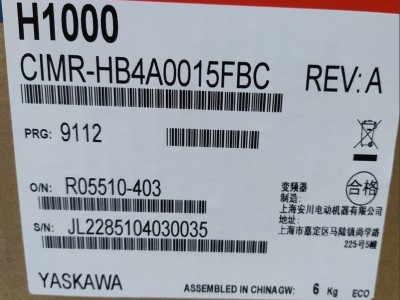 H1000
CIMR-HB4A0015FBC REV: A
PRG: 9112
O/N: R05510-403
S/N: JL2285104030035
变频器
合格
制造:
上海安川电动机器有限公司
地址:
上海市嘉定区马陆镇尚学路
225号5幢
YASKAWA ASSEMBLED IN CHINA GW: 6 Kg ECO